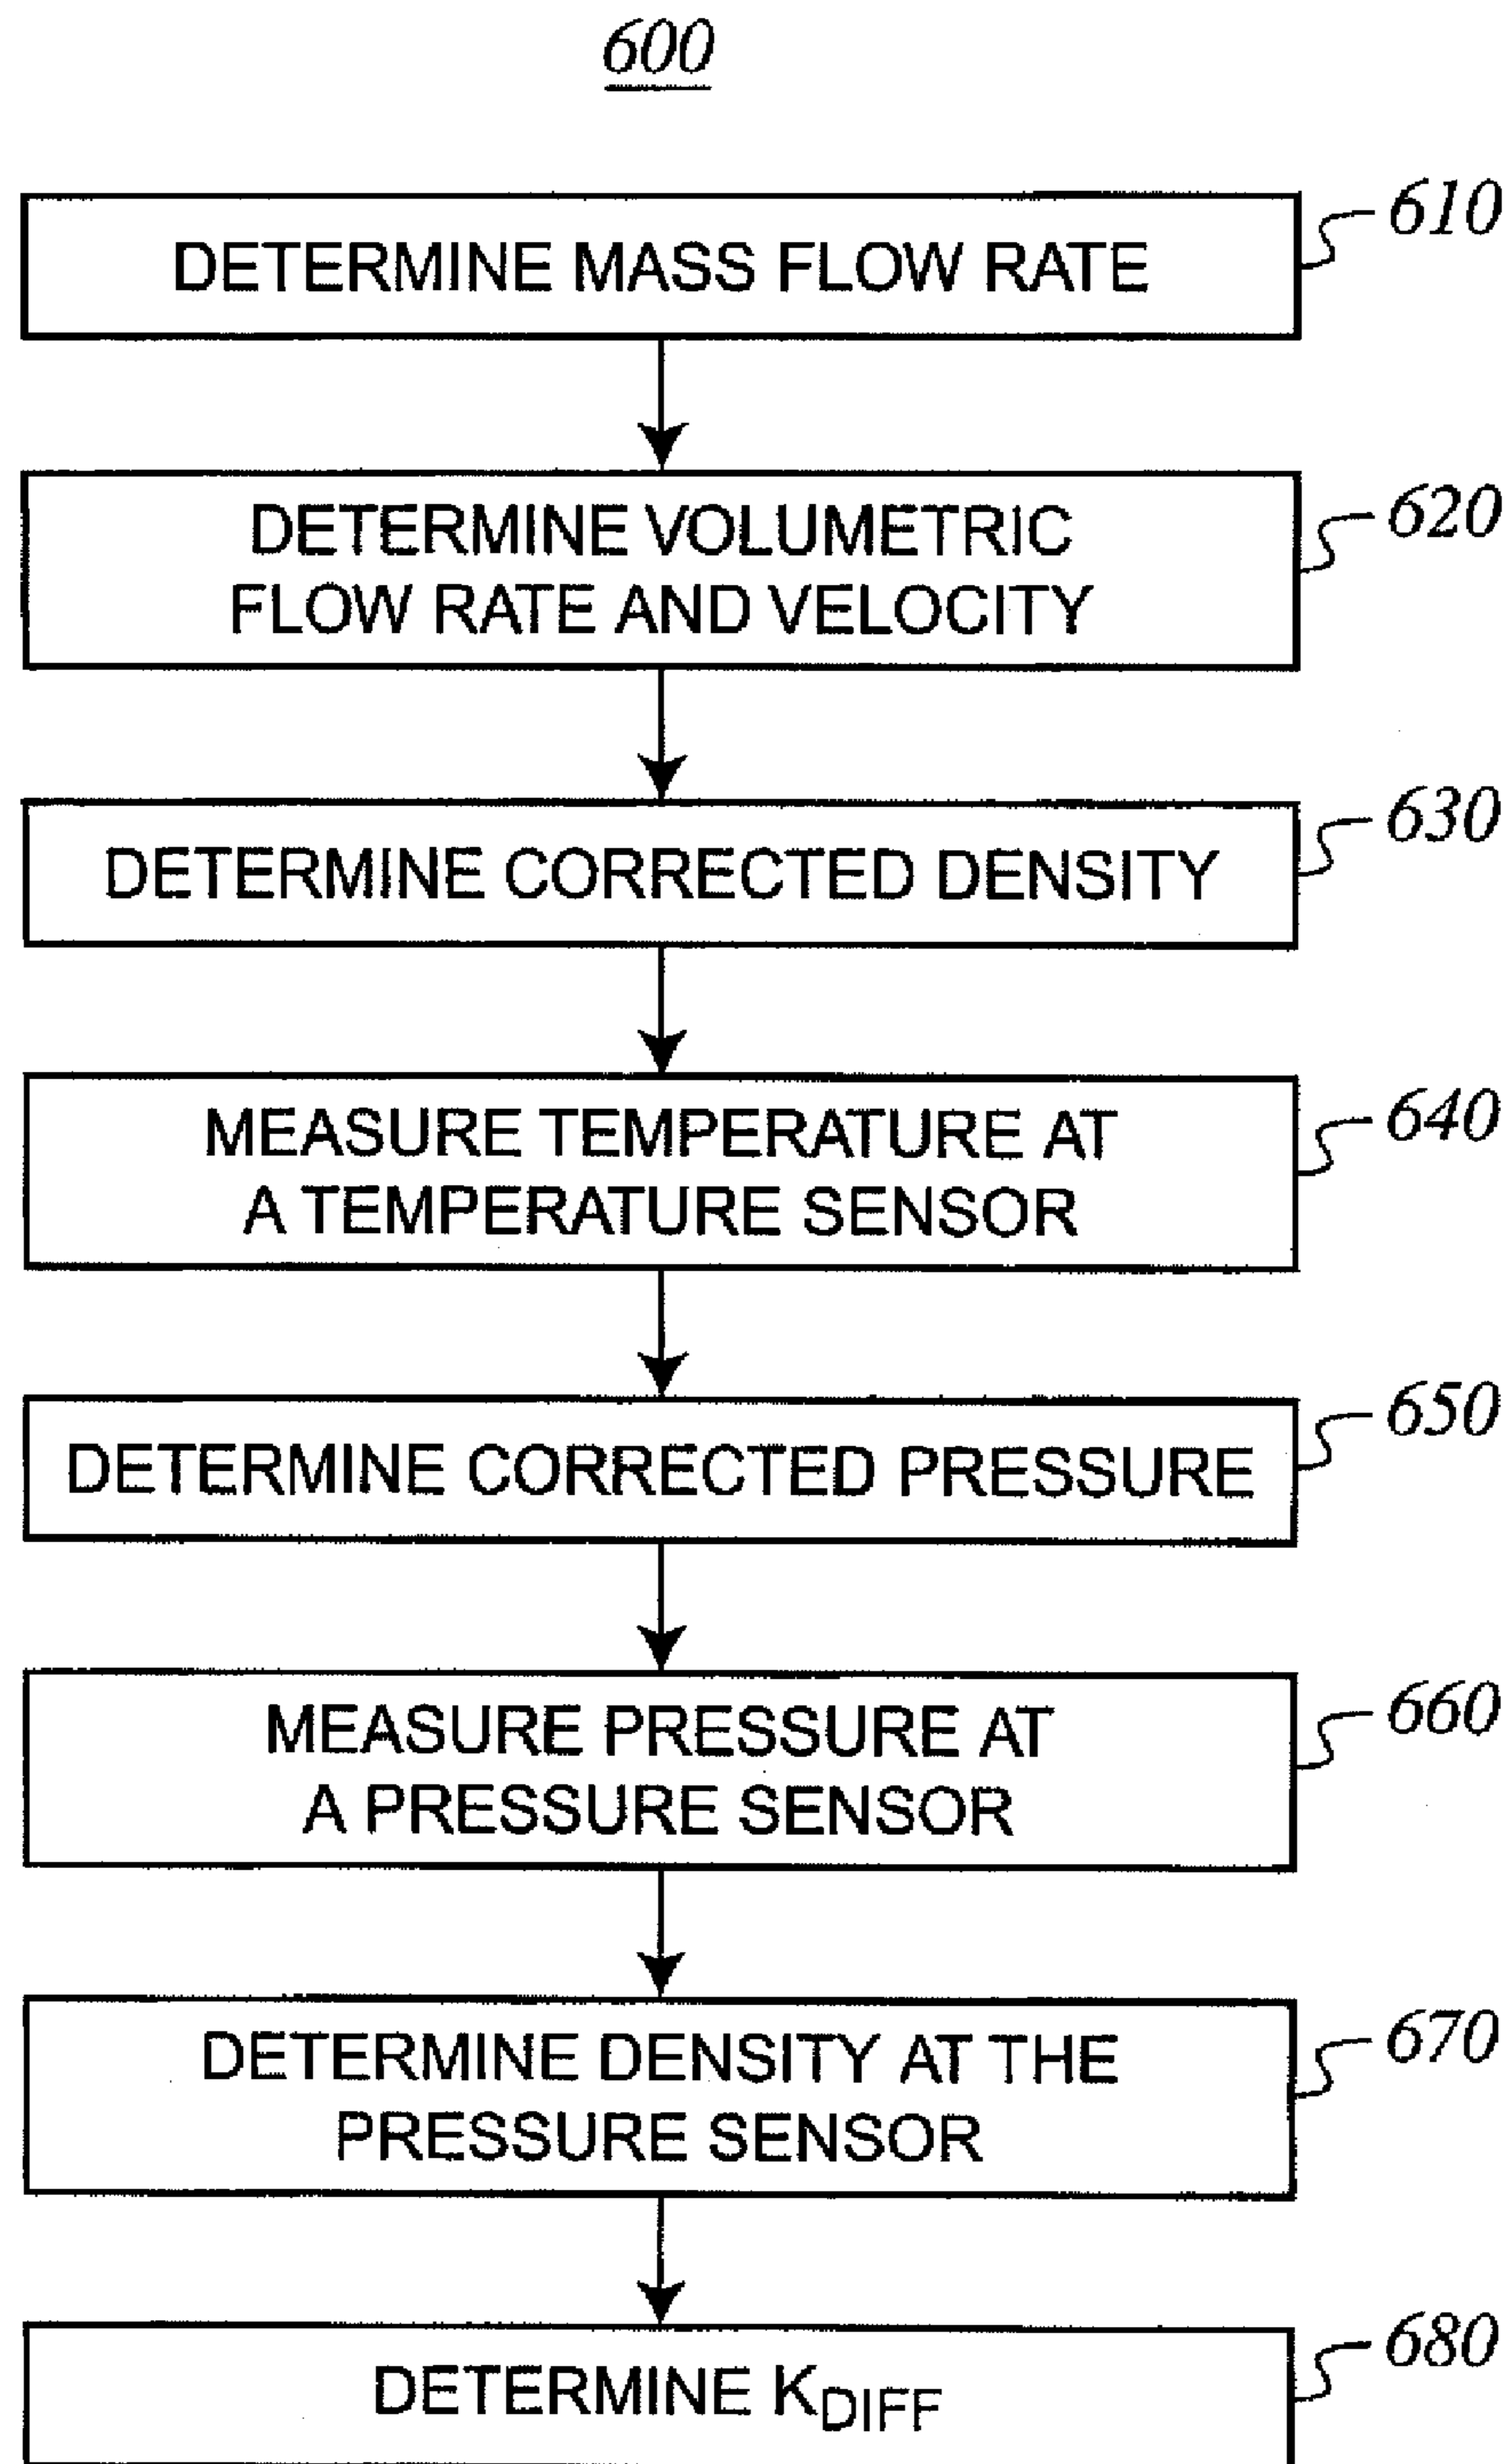 600
DETERMINE MASS FLOW RATE
610
DETERMINE VOLUMETRIC
FLOW RATE AND VELOCITY
620
DETERMINE CORRECTED DENSITY
630
MEASURE TEMPERATURE AT
A TEMPERATURE SENSOR
640
DETERMINE CORRECTED PRESSURE
650
MEASURE PRESSURE AT
A PRESSURE SENSOR
660
DETERMINE DENSITY AT THE
PRESSURE SENSOR
670
DETERMINE KDIFF
680